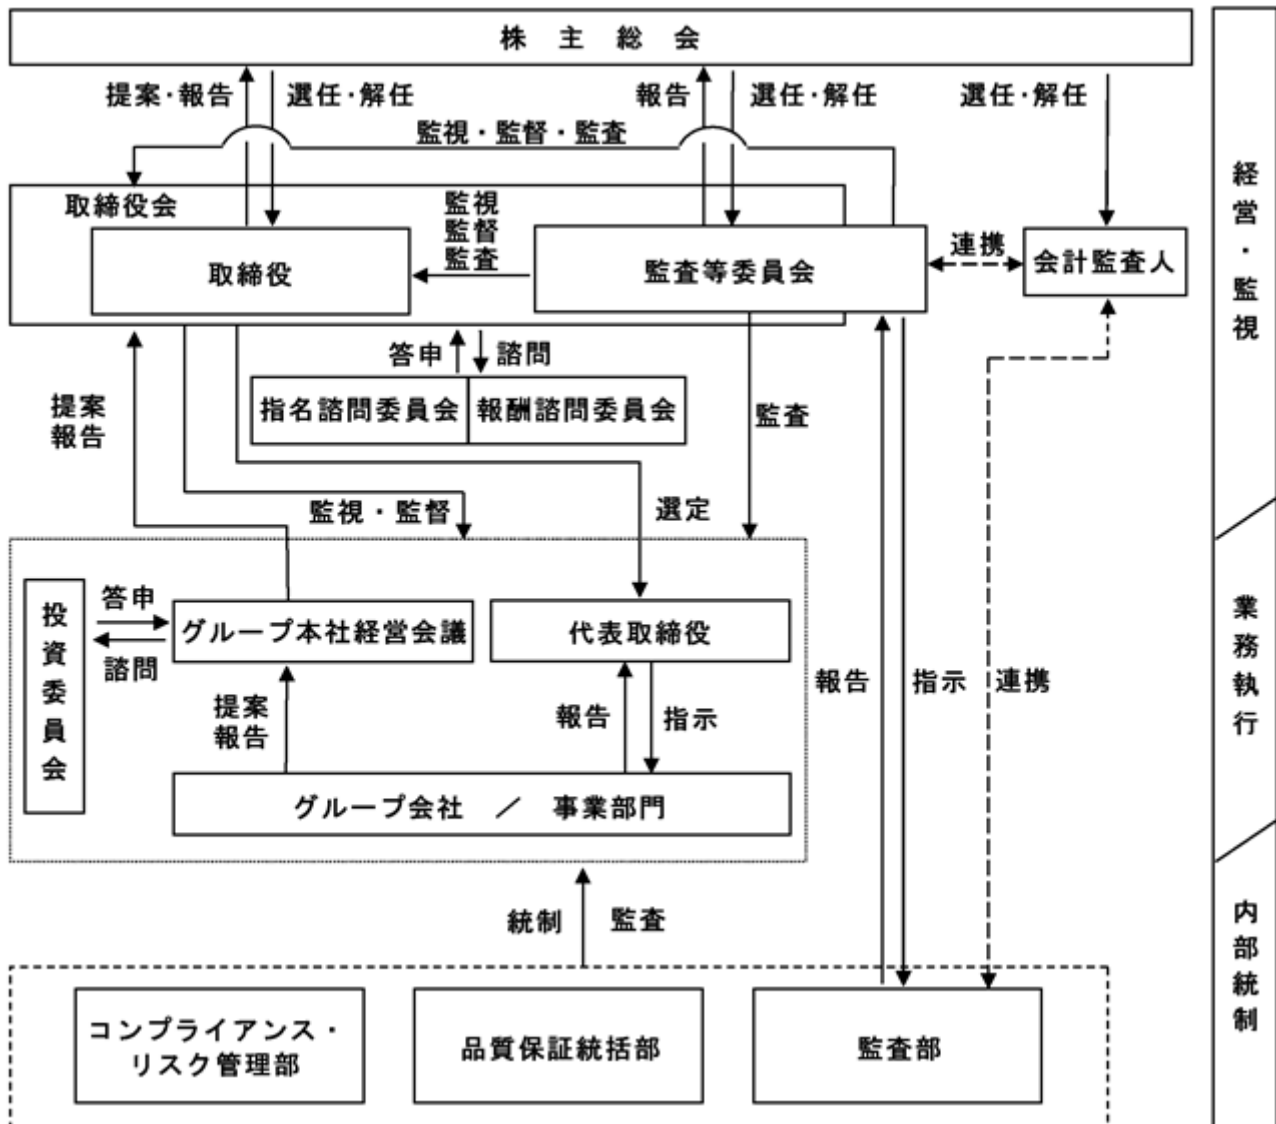 株 主 総 会
提案・報告
選任・解任
報告
選任・解任
選任・解任
監視・監督・監査
取締役会
監視
監督
監査
取締役
監査等委員会
連携
会計監査人
答申
諮問
指名諮問委員会
報酬諮問委員会
提案
報告
監査
監視・監督
選定
投資委員会
答申
諮問
グループ本社経営会議
代表取締役
提案
報告
報告
指示
グループ会社 ／ 事業部門
報告
指示
連携
統制
監査
コンプライアンス・
リスク管理部
品質保証統括部
監査部
経営・監視
業務執行
内部統制